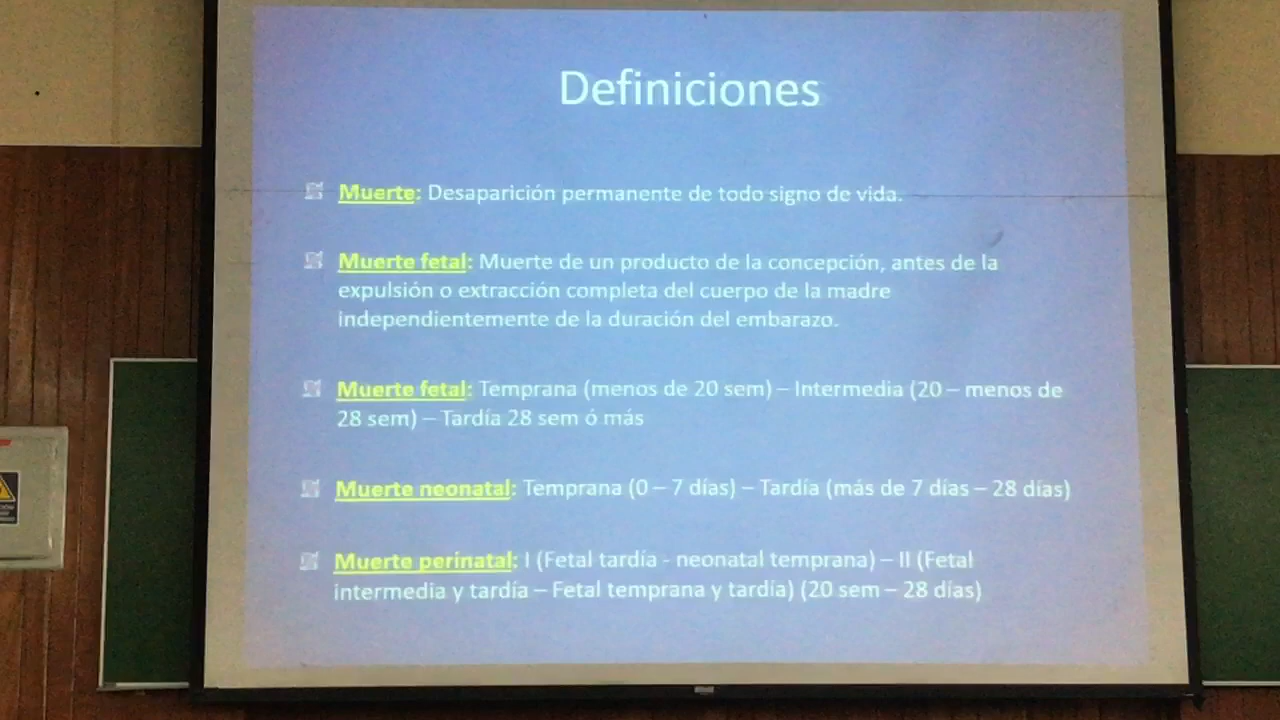 Definiciones
Muerte: Desaparición permanente de todo signo de vida.
Muerte fetal: Muerte de un producto de la concepción, antes de la
expulsión o extracción completa del cuerpo de la madre
independientemente de la duración del embarazo.
Muerte fetal: Temprana (menos de 20 sem) – Intermedia (20 – menos de
28 sem) – Tardía 28 sem ó más
Muerte neonatal: Temprana (0 – 7 días) – Tardía (más de 7 días – 28 días)
Muerte perinatal: I (Fetal tardía - neonatal temprana) – II (Fetal
intermedia y tardía – Fetal temprana y tardía) (20 sem – 28 días)